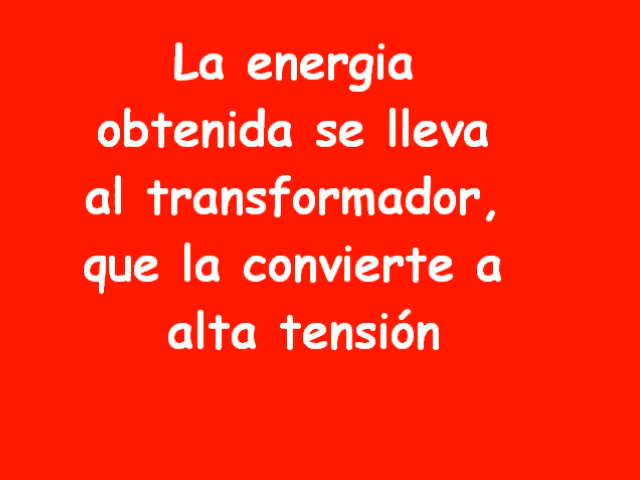 La energia
obtenida se lleva
al transformador,
que la convierte a
alta tensión